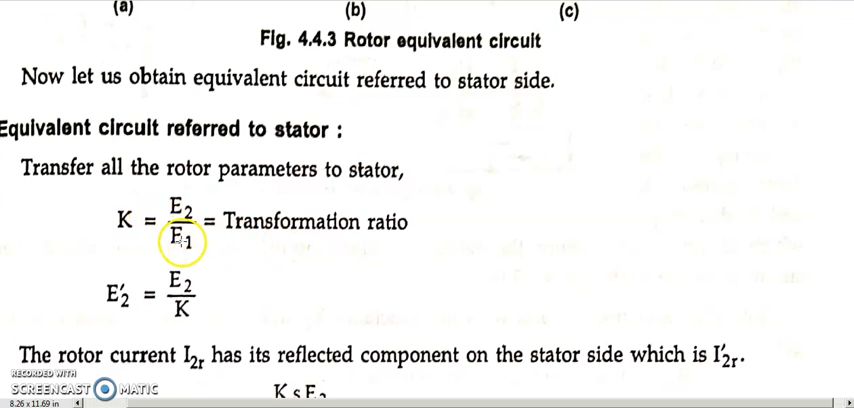 (a) (b) (c)
Fig. 4.4.3 Rotor equivalent circuit
Now let us obtain equivalent circuit referred to stator side.
Equivalent circuit referred to stator :
Transfer all the rotor parameters to stator,
K = E₂/E₁ = Transformation ratio
E₂′ = E₂/K
The rotor current I₂ᵣ has its reflected component on the stator side which is I₂ᵣ′.
K s E₂
RECORDED WITH
SCREENCAST O MATIC
8.26 x 11.69 in